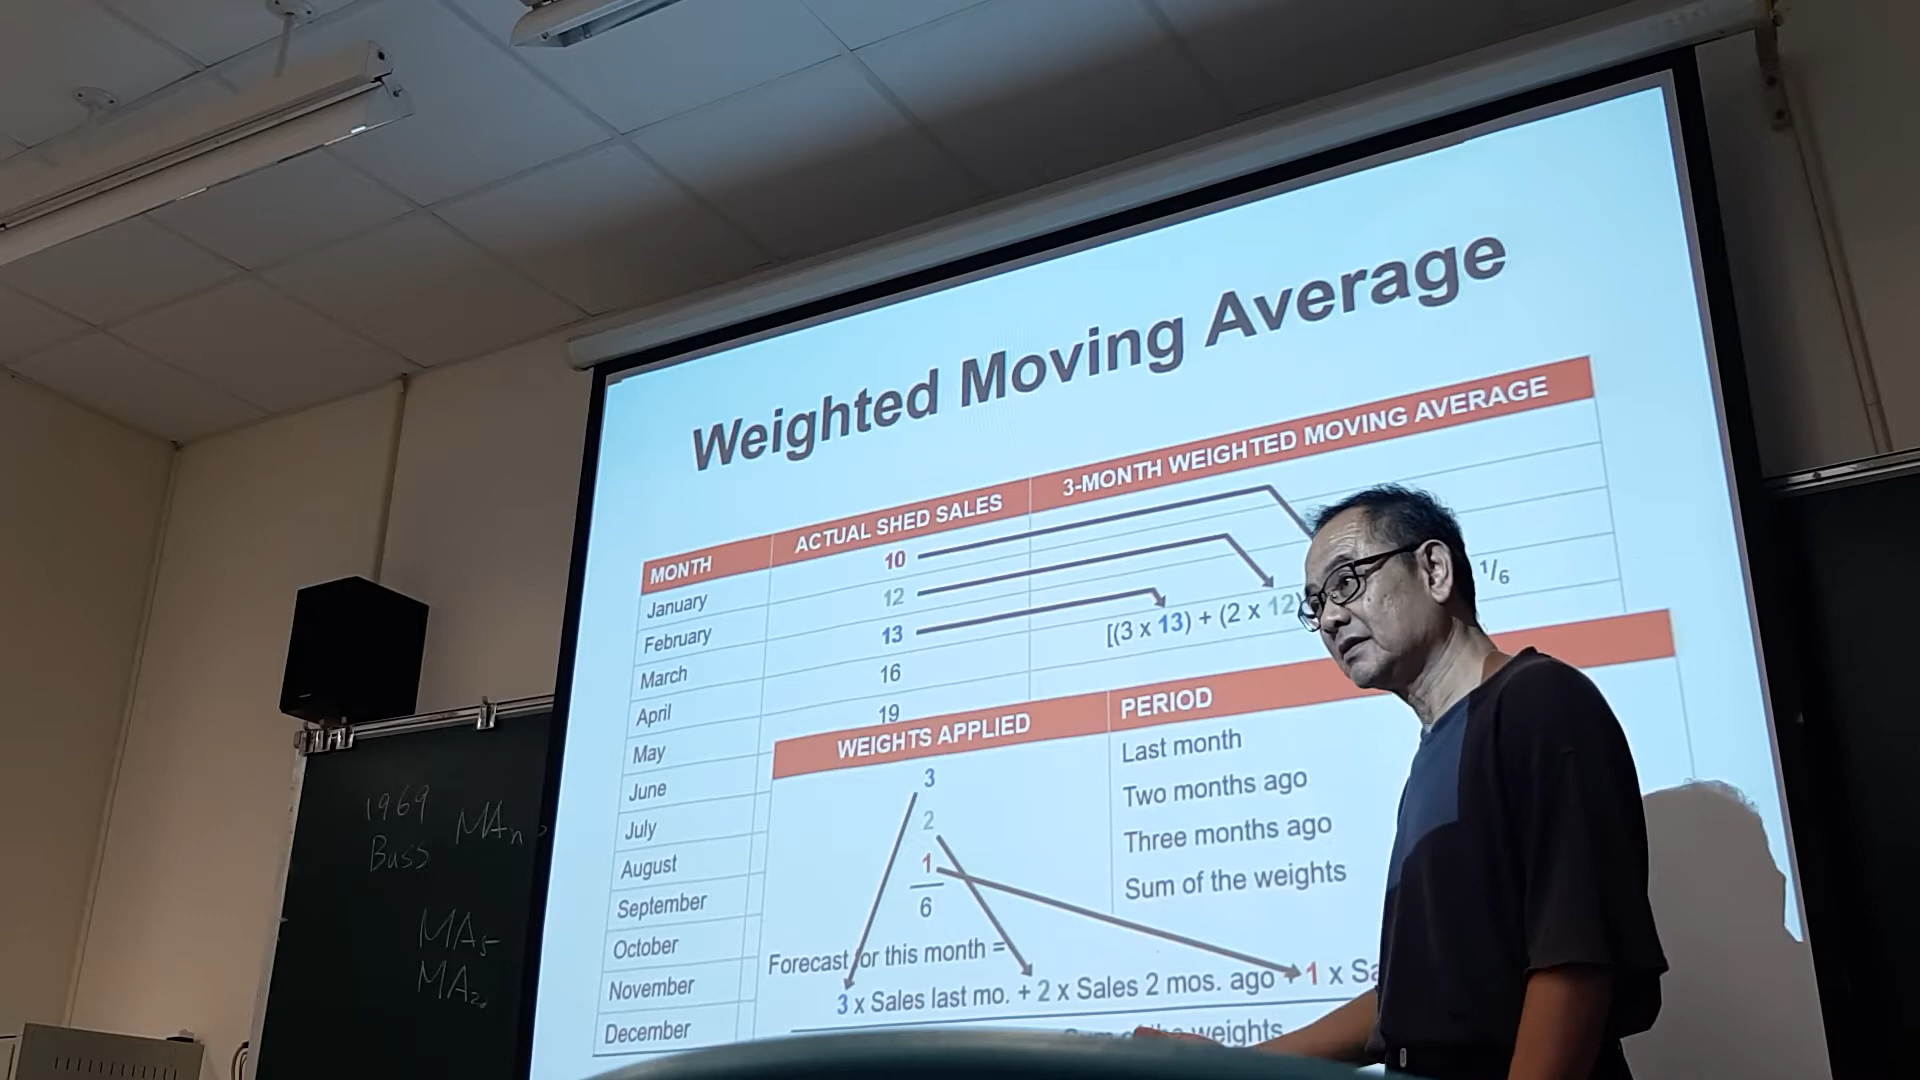 Weighted Moving Average
MONTH ACTUAL SHED SALES 3-MONTH WEIGHTED MOVING AVERAGE
January 10
February 12
March 13 [(3 x 13) + (2 x 12) 1/6
April 16
May 19
June
July
August
September
October
November
December
WEIGHTS APPLIED PERIOD
3 Last month
2 Two months ago
1 Three months ago
6 Sum of the weights
Forecast for this month =
3 x Sales last mo. + 2 x Sales 2 mos. ago + 1 x
the weights
1969
Buss MAn
MA5